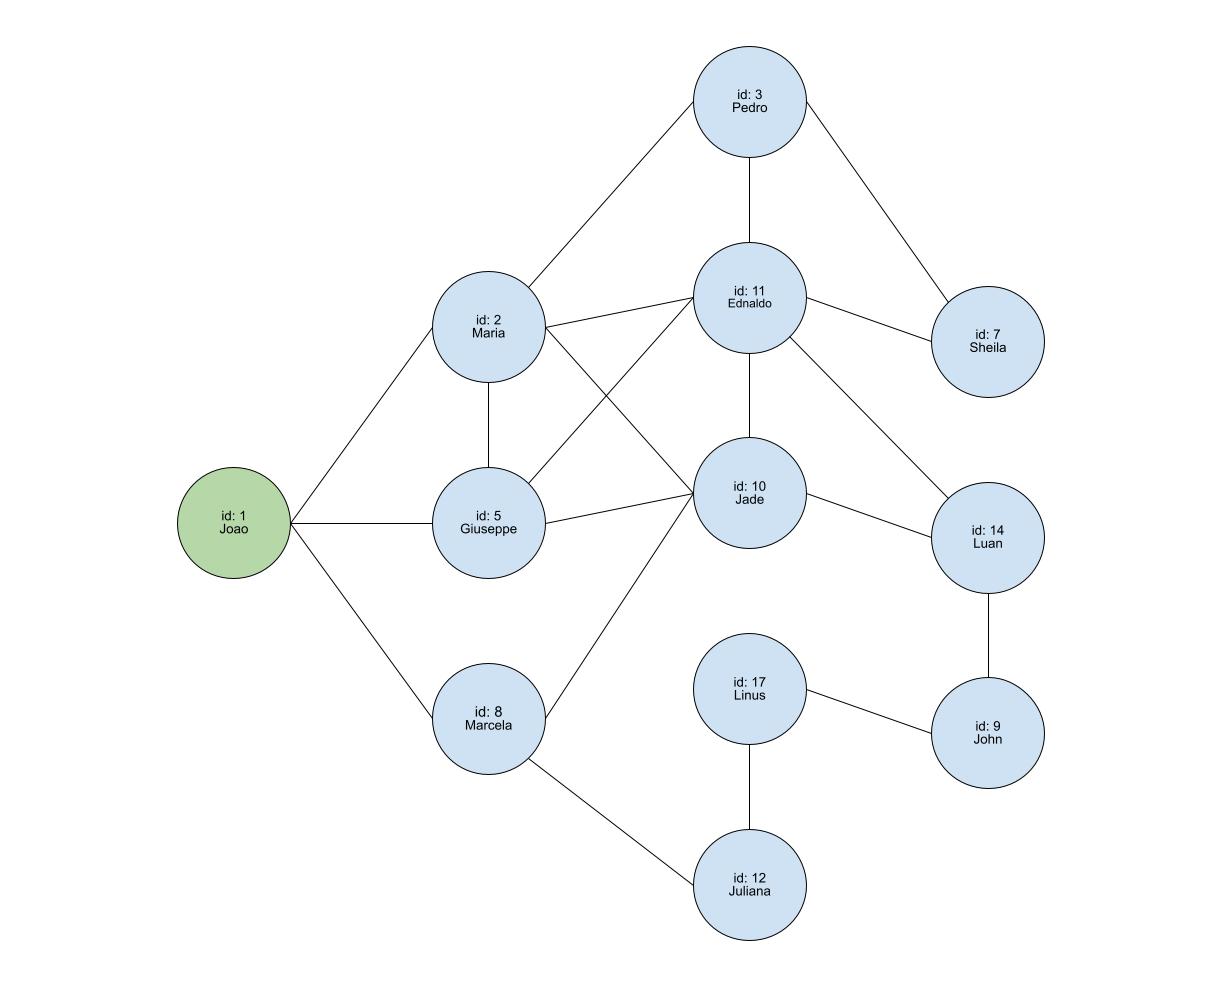 id: 3
Pedro
id: 11
Ednaldo
id: 2
Maria
id: 7
Sheila
id: 10
Jade
id: 1
Joao
id: 5
Giuseppe
id: 14
Luan
id: 17
Linus
id: 8
Marcela
id: 9
John
id: 12
Juliana